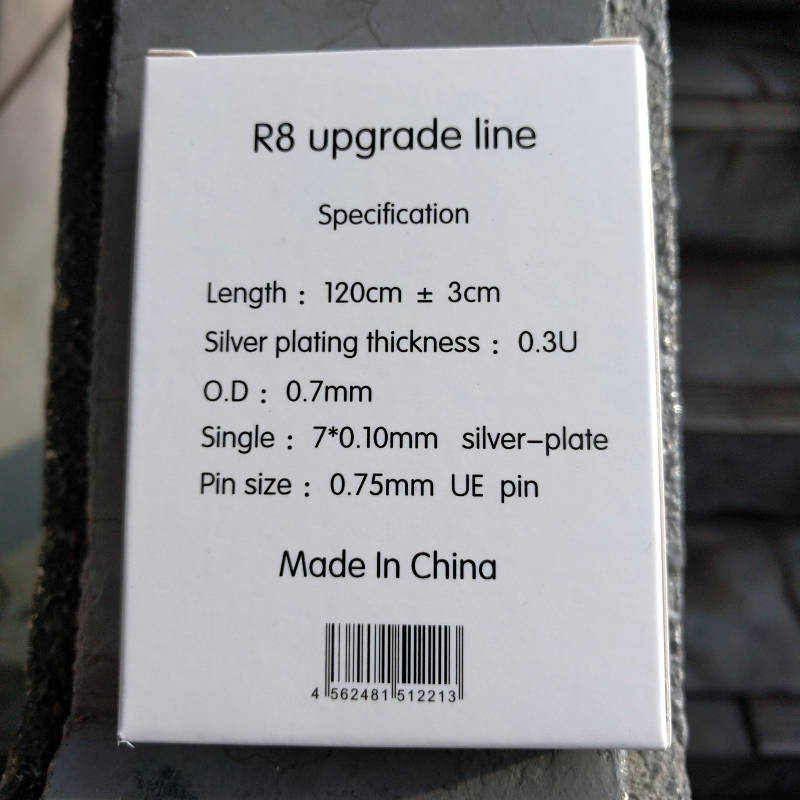 R8 upgrade line
Specification
Length : 120cm ± 3cm
Silver plating thickness : 0.3U
O.D : 0.7mm
Single : 7*0.10mm silver-plate
Pin size : 0.75mm UE pin
Made In China
4 562481 512213